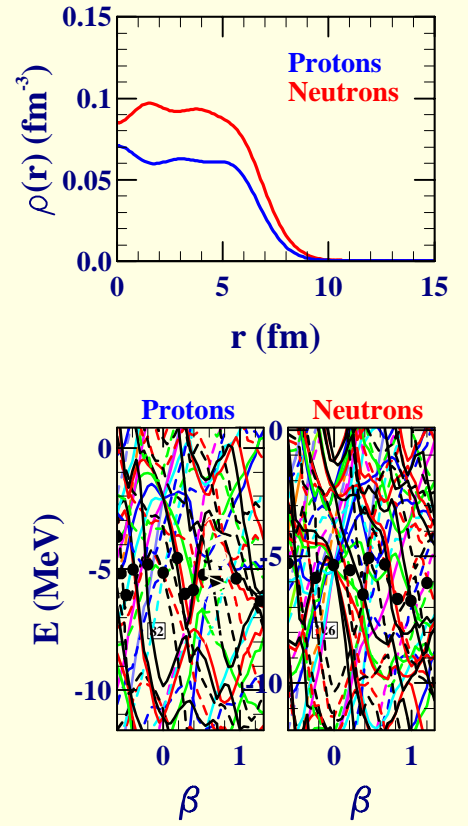 0.15
Protons
Neutrons
0.1
0.05
0.0
ρ(r) (fm⁻³)
0 5 10 15
r (fm)
Protons Neutrons
0 0
-5 -5
-10 -10
E (MeV)
82
0 1 0 1
β β